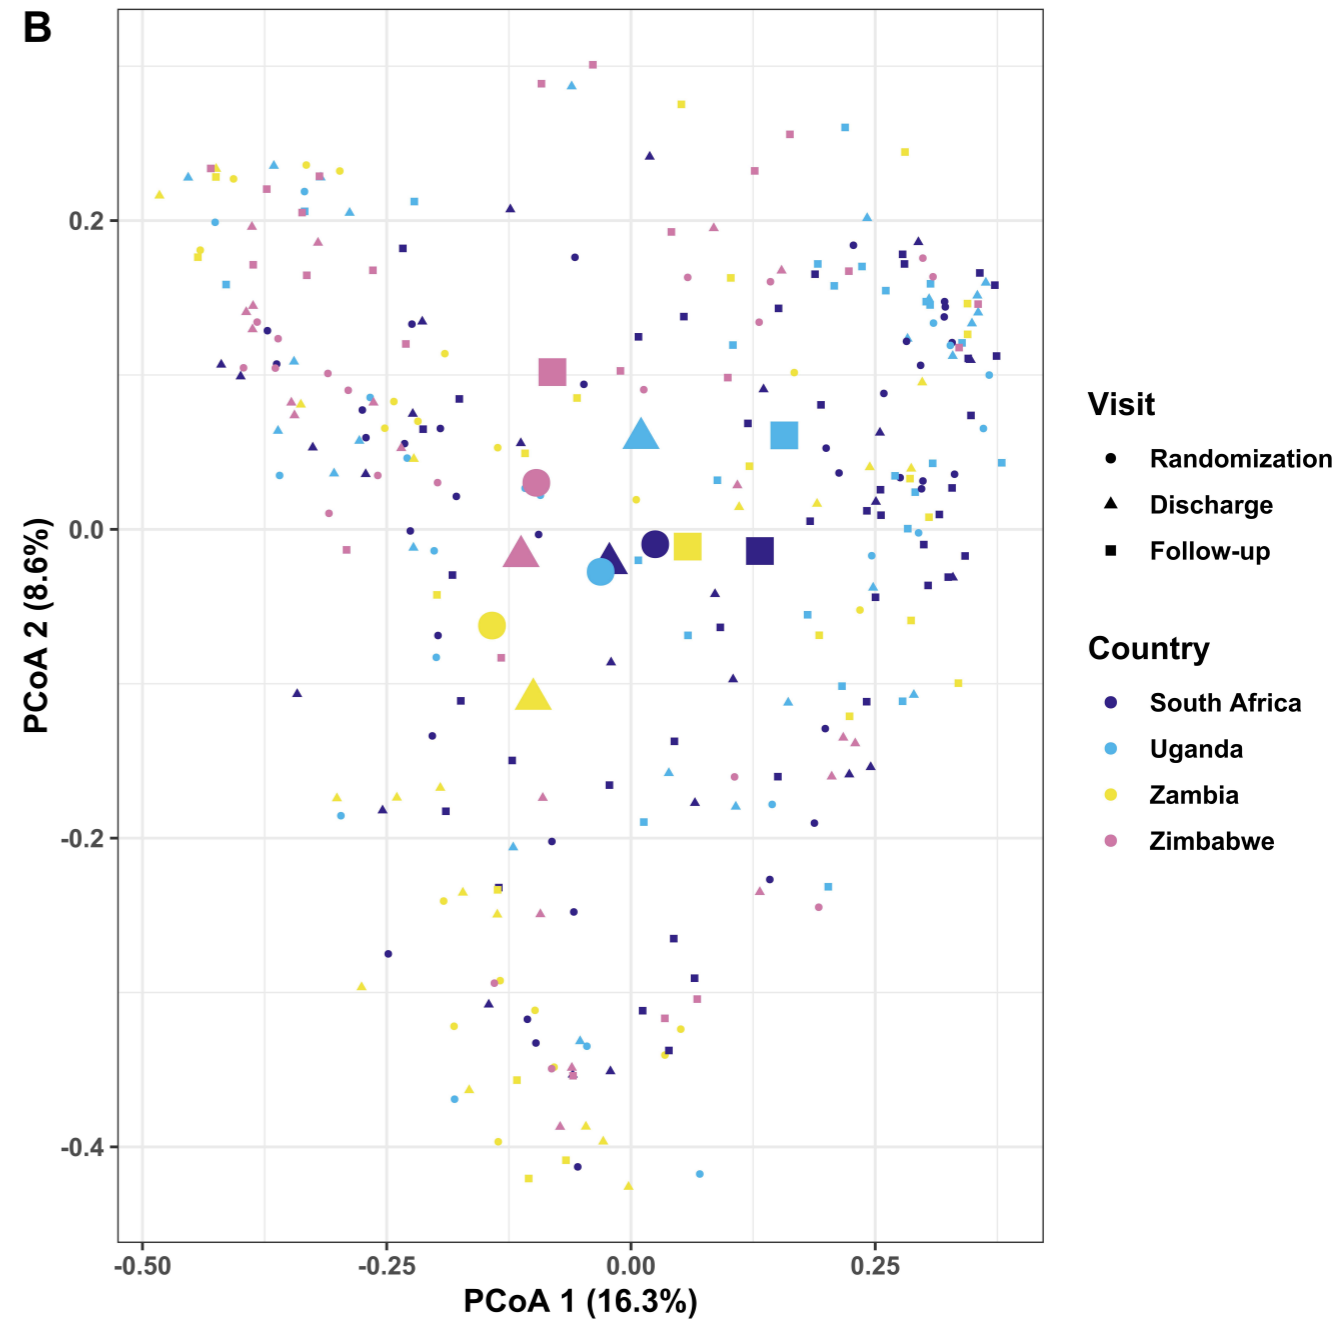 B
0.2
0.0
-0.2
-0.4
PCoA 2 (8.6%)
-0.50
-0.25
0.00
0.25
PCoA 1 (16.3%)
Visit
Randomization
Discharge
Follow-up
Country
South Africa
Uganda
Zambia
Zimbabwe